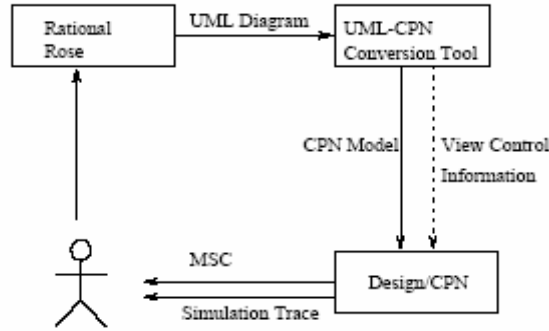 Rational
Rose
UML Diagram
UML-CPN
Conversion Tool
CPN Model
View Control
Information
MSC
Simulation Trace
Design/CPN